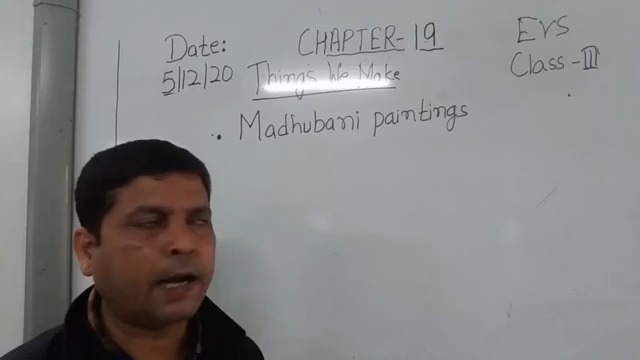 Date: CHAPTER-19 EVS
5/12/20 Things We Make Class-III
Madhubani paintings